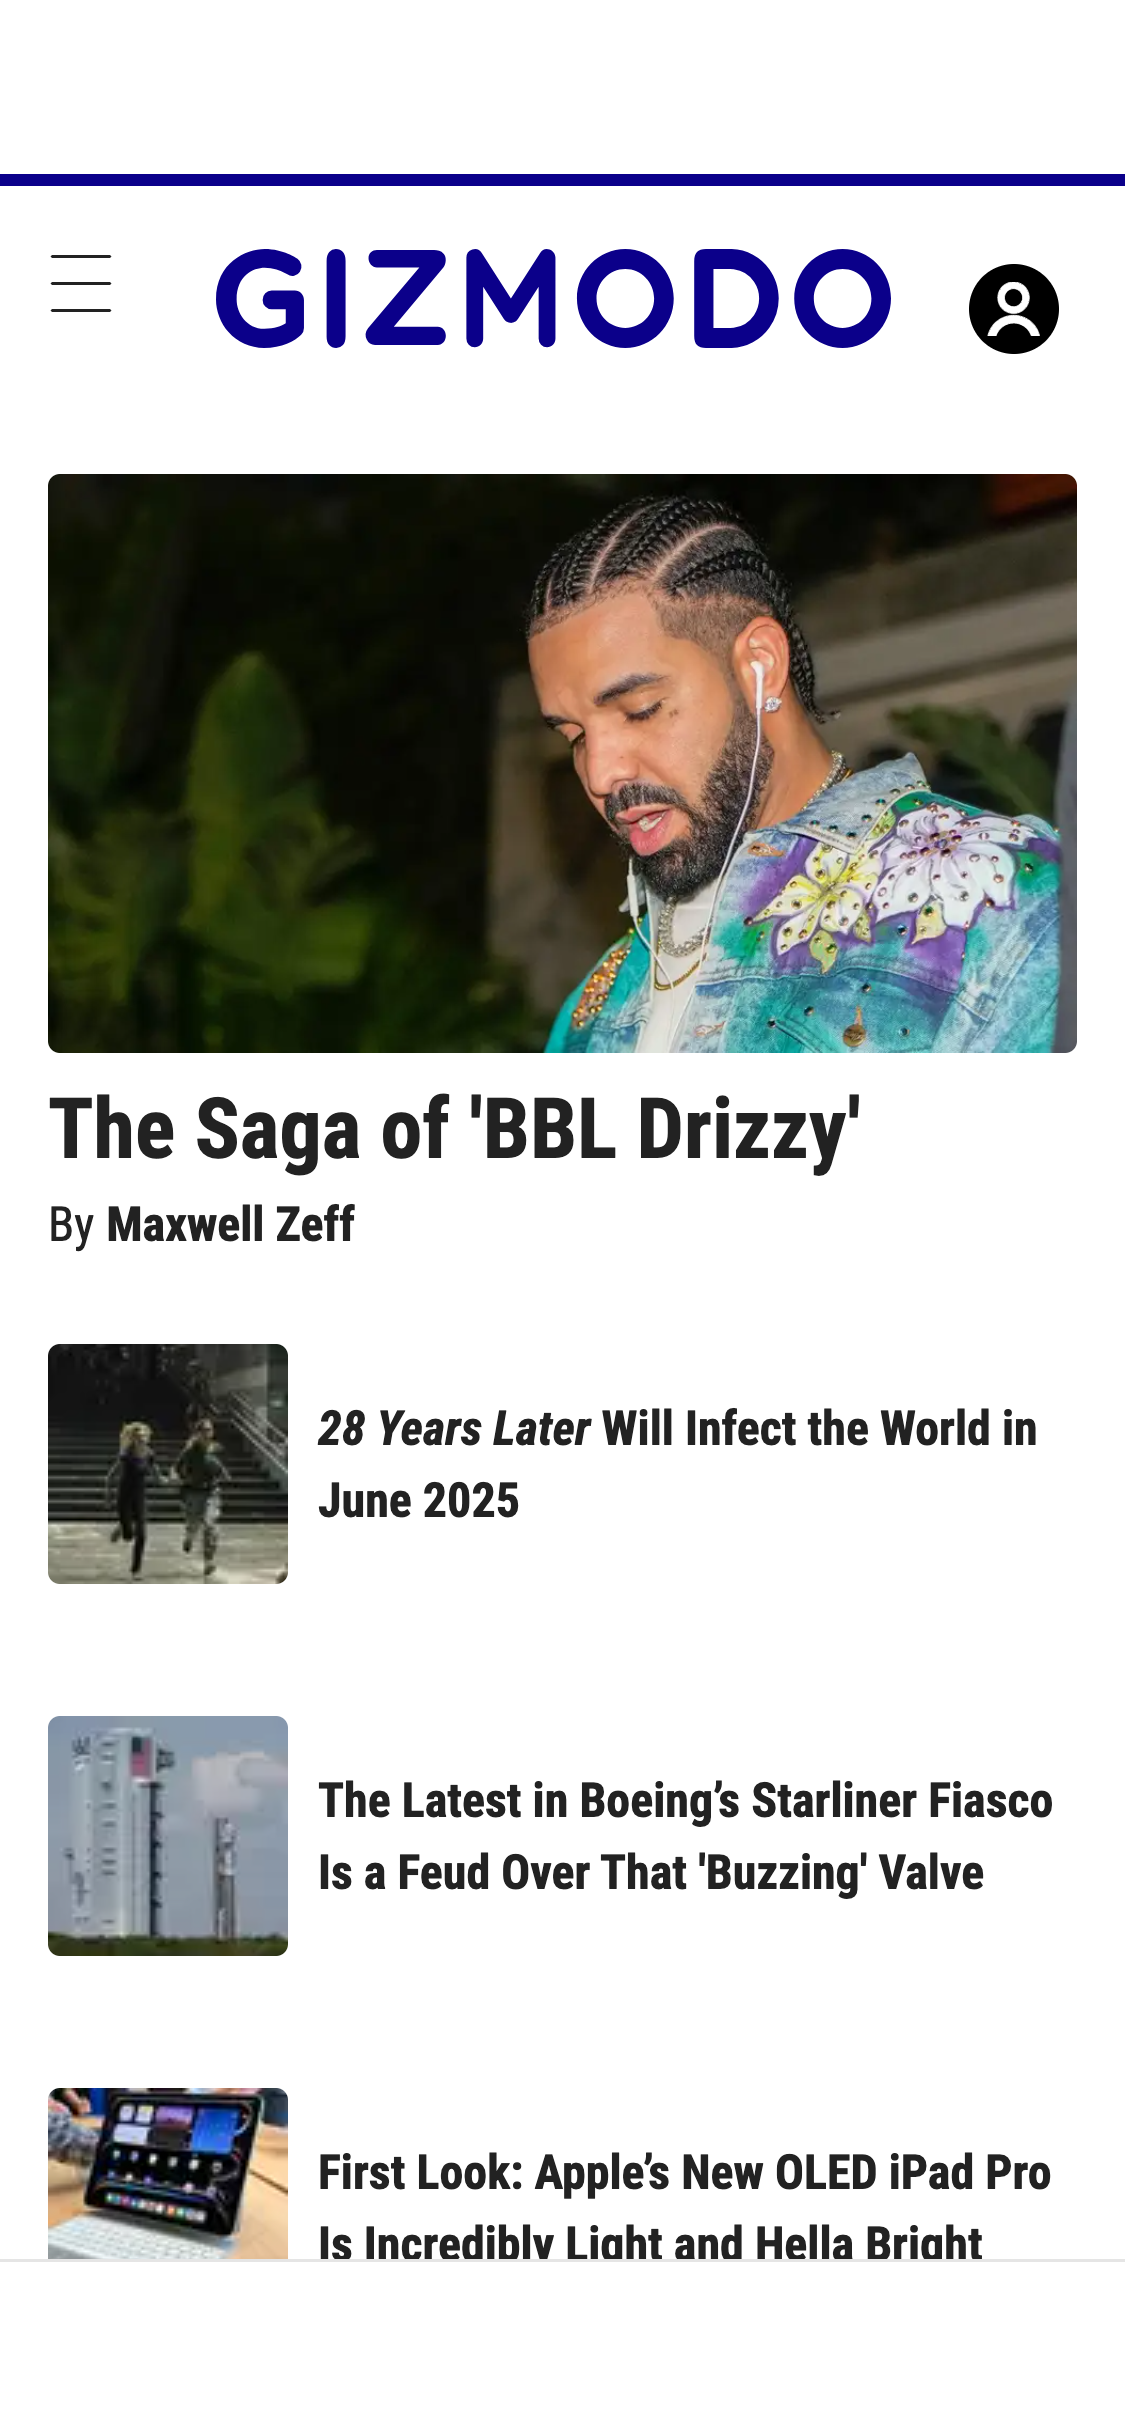 GIZMODO
The Saga of 'BBL Drizzy'
By Maxwell Zeff
28 Years Later Will Infect the World in
June 2025
The Latest in Boeing’s Starliner Fiasco
Is a Feud Over That 'Buzzing' Valve
First Look: Apple’s New OLED iPad Pro
Is Incredibly Light and Hella Bright